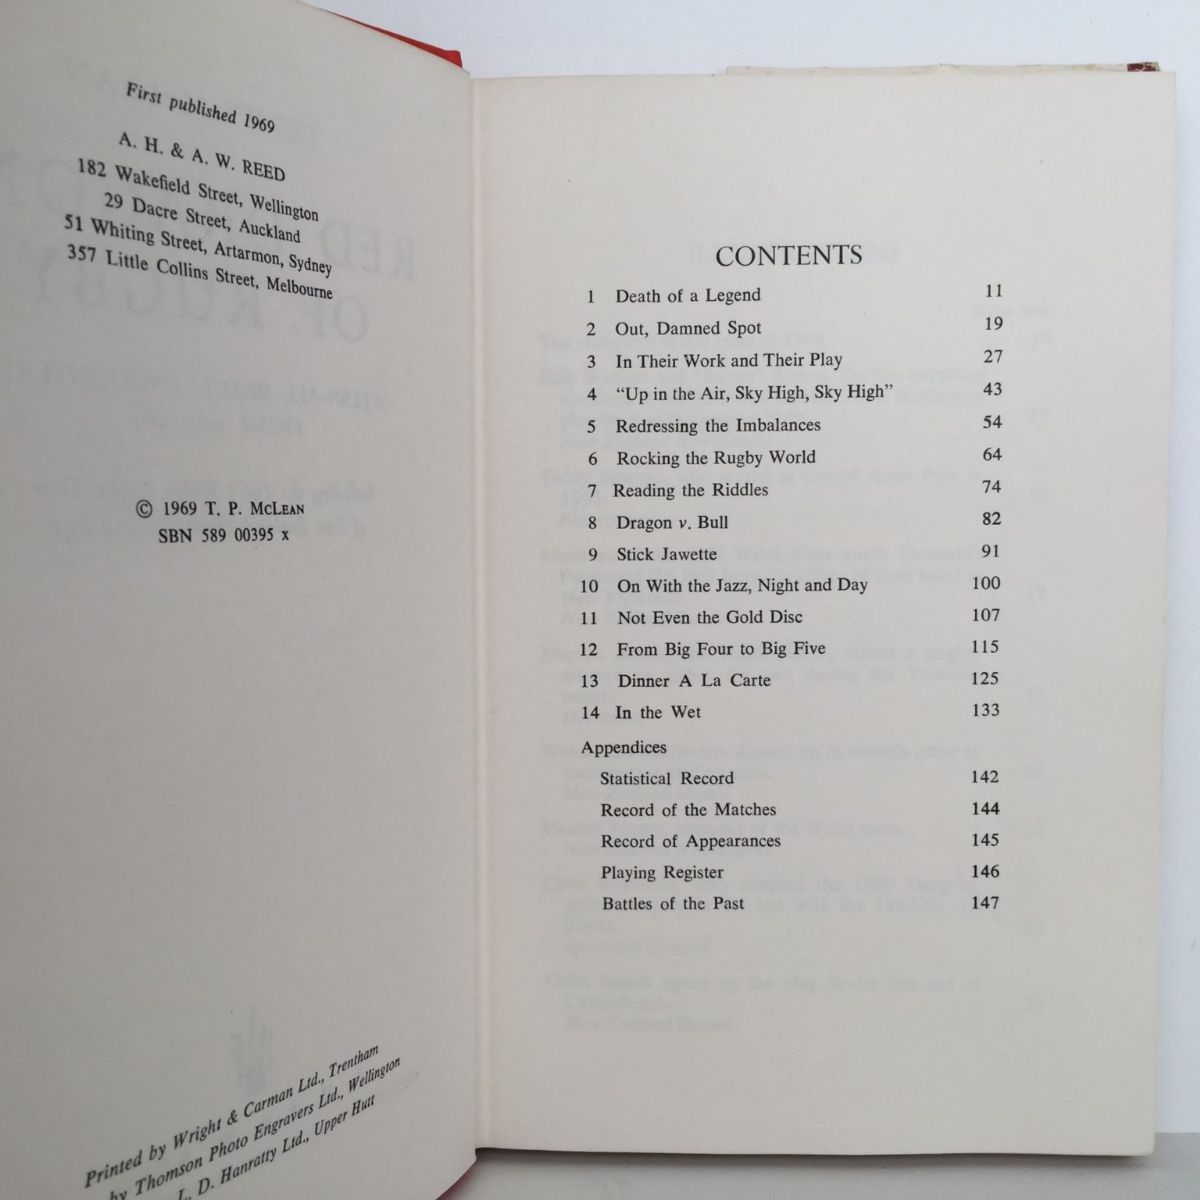 First published 1969
A. H. & A. W. REED
182 Wakefield Street, Wellington
29 Dacre Street, Auckland
51 Whiting Street, Artarmon, Sydney
357 Little Collins Street, Melbourne
© 1969 T. P. McLEAN
SBN 589 00395 x
Printed by Wright & Carman Ltd., Trentham
by Thomson Photo Engravers Ltd., Wellington
L. D. Hanratty Ltd., Upper Hutt
CONTENTS
1 Death of a Legend 11
2 Out, Damned Spot 19
3 In Their Work and Their Play 27
4 “Up in the Air, Sky High, Sky High” 43
5 Redressing the Imbalances 54
6 Rocking the Rugby World 64
7 Reading the Riddles 74
8 Dragon v. Bull 82
9 Stick Jawette 91
10 On With the Jazz, Night and Day 100
11 Not Even the Gold Disc 107
12 From Big Four to Big Five 115
13 Dinner A La Carte 125
14 In the Wet 133
Appendices
Statistical Record 142
Record of the Matches 144
Record of Appearances 145
Playing Register 146
Battles of the Past 147